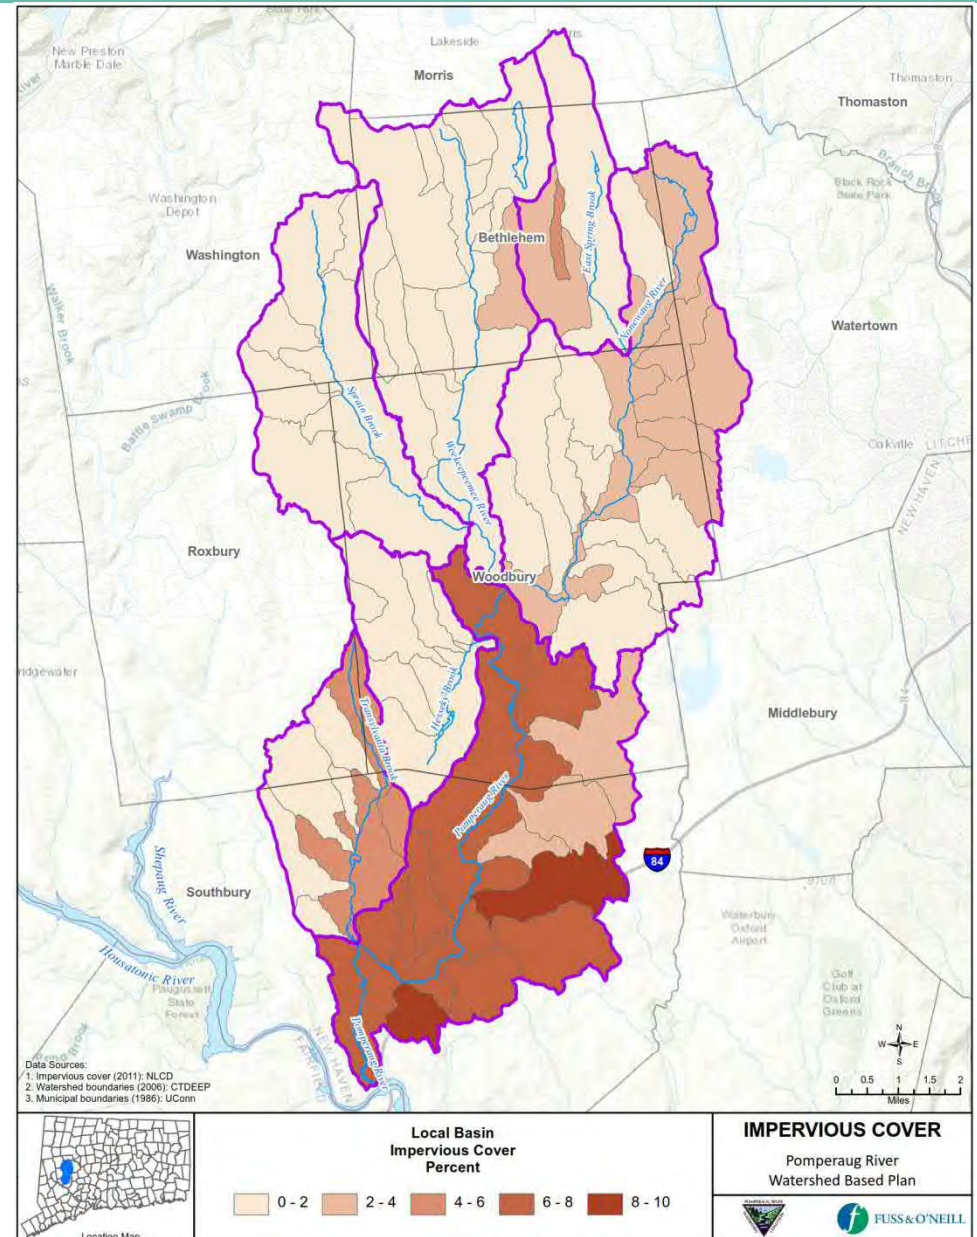 Lakeside
Morris
New Preston
Marble Dale
Thomaston
Thomaston
Branch Brook
Black Rock
State Park
Washington
Depot
Washington
Bethlehem
East Spring Brook
Nonewaug River
Walker Brook
Watertown
Battle Swamp Brook
Sprain Brook
Weekeepeemee River
Oakville
NEW HAVEN
Roxbury
Woodbury
Hesseky Brook
Transylvania Brook
Middlebury
84
Pomperaug River
84
Shepaug River
Southbury
Housatonic River
Paugussett
State
Forest
Waterbury
Oxford
Airport
Golf
Club at
Oxford
Greens
NEW HAVEN
Pomperaug River
N
W E
S
0 0.5 1 1.5 2
Miles
Data Sources:
1. Impervious cover (2011): NLCD
2. Watershed boundaries (2006): CTDEEP
3. Municipal boundaries (1986): UConn
Location Map
Local Basin
Impervious Cover
Percent
0 - 2 2 - 4 4 - 6 6 - 8 8 - 10
IMPERVIOUS COVER
Pomperaug River
Watershed Based Plan
FUSS & O'NEILL